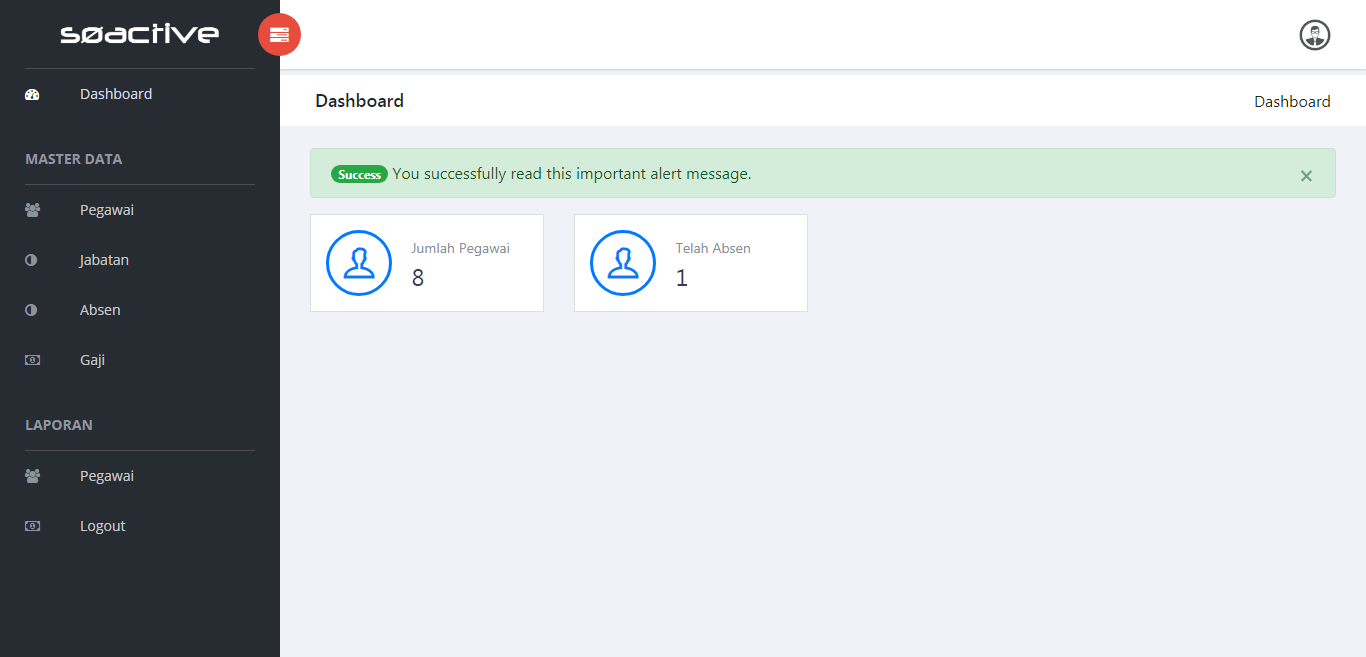 søactive
Dashboard
MASTER DATA
Pegawai
Jabatan
Absen
Gaji
LAPORAN
Pegawai
Logout
Dashboard
Dashboard
Success You successfully read this important alert message. ×
Jumlah Pegawai
8
Telah Absen
1